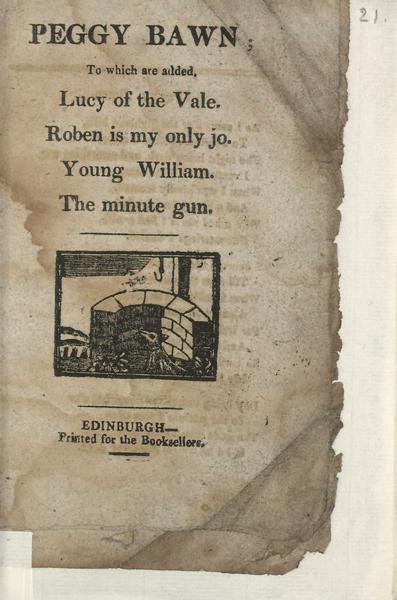 21.
PEGGY BAWN;
To which are added,
Lucy of the Vale.
Roben is my only jo.
Young William.
The minute gun.
EDINBURGH—
Printed for the Booksellers.